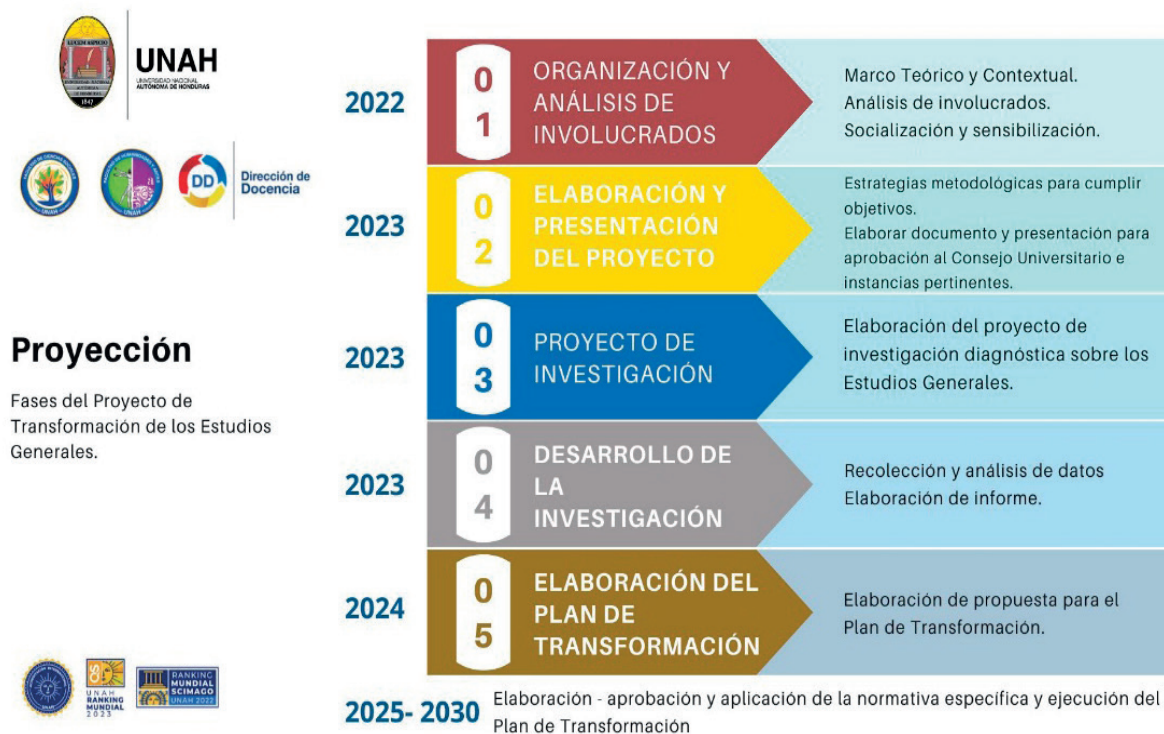 LUCEM ASPICIO
1847
UNAH
UNIVERSIDAD NACIONAL
AUTÓNOMA DE HONDURAS
UNAH
UNAH
DD
Dirección de
Docencia
Proyección
Fases del Proyecto de
Transformación de los Estudios
Generales.
2022
01
ORGANIZACIÓN Y
ANÁLISIS DE
INVOLUCRADOS
Marco Teórico y Contextual.
Análisis de involucrados.
Socialización y sensibilización.
2023
02
ELABORACIÓN Y
PRESENTACIÓN
DEL PROYECTO
Estrategias metodológicas para cumplir
objetivos.
Elaborar documento y presentación para
aprobación al Consejo Universitario e
instancias pertinentes.
2023
03
PROYECTO DE
INVESTIGACIÓN
Elaboración del proyecto de
investigación diagnóstica sobre los
Estudios Generales.
2023
04
DESARROLLO DE
LA
INVESTIGACIÓN
Recolección y análisis de datos
Elaboración de informe.
2024
05
ELABORACIÓN DEL
PLAN DE
TRANSFORMACIÓN
Elaboración de propuesta para el
Plan de Transformación.
2025- 2030
Elaboración - aprobación y aplicación de la normativa específica y ejecución del
Plan de Transformación
UNAH
RANKING
MUNDIAL
2023
RANKING
MUNDIAL
SCIMAGO
UNAH 2022